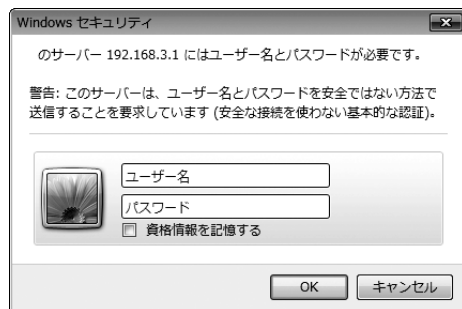 Windows セキュリティ
のサーバー 192.168.3.1 にはユーザー名とパスワードが必要です。
警告: このサーバーは、ユーザー名とパスワードを安全ではない方法で
送信することを要求しています (安全な接続を使わない基本的な認証)。
ユーザー名
パスワード
資格情報を記憶する
OK キャンセル